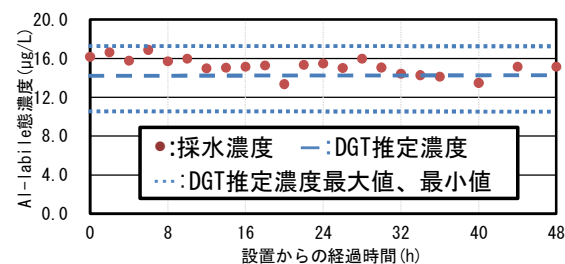 Al-labile態濃度(μg/L)
20.0
16.0
12.0
8.0
4.0
0.0
●:採水濃度 ―:DGT推定濃度
┅:DGT推定濃度最大値、最小値
0 8 16 24 32 40 48
設置からの経過時間(h)